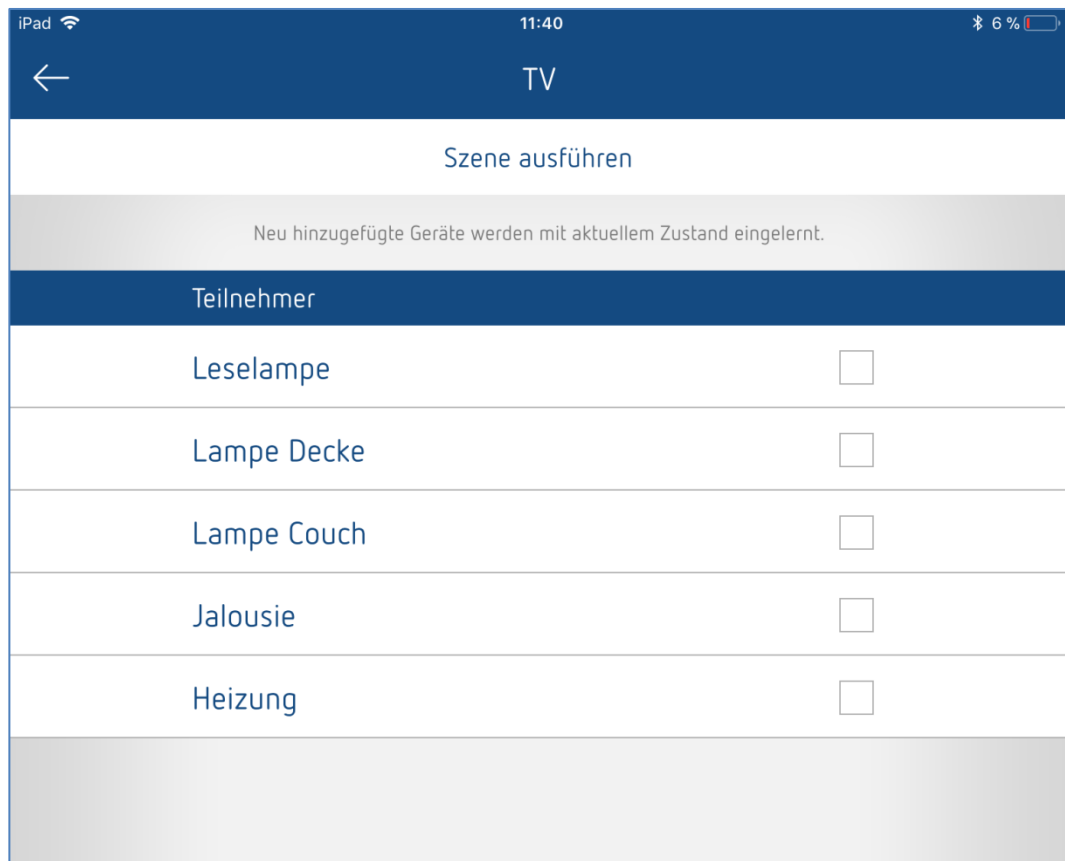 iPad 11:40 6 %
TV
Szene ausführen
Neu hinzugefügte Geräte werden mit aktuellem Zustand eingelernt.
Teilnehmer
Leselampe
Lampe Decke
Lampe Couch
Jalousie
Heizung